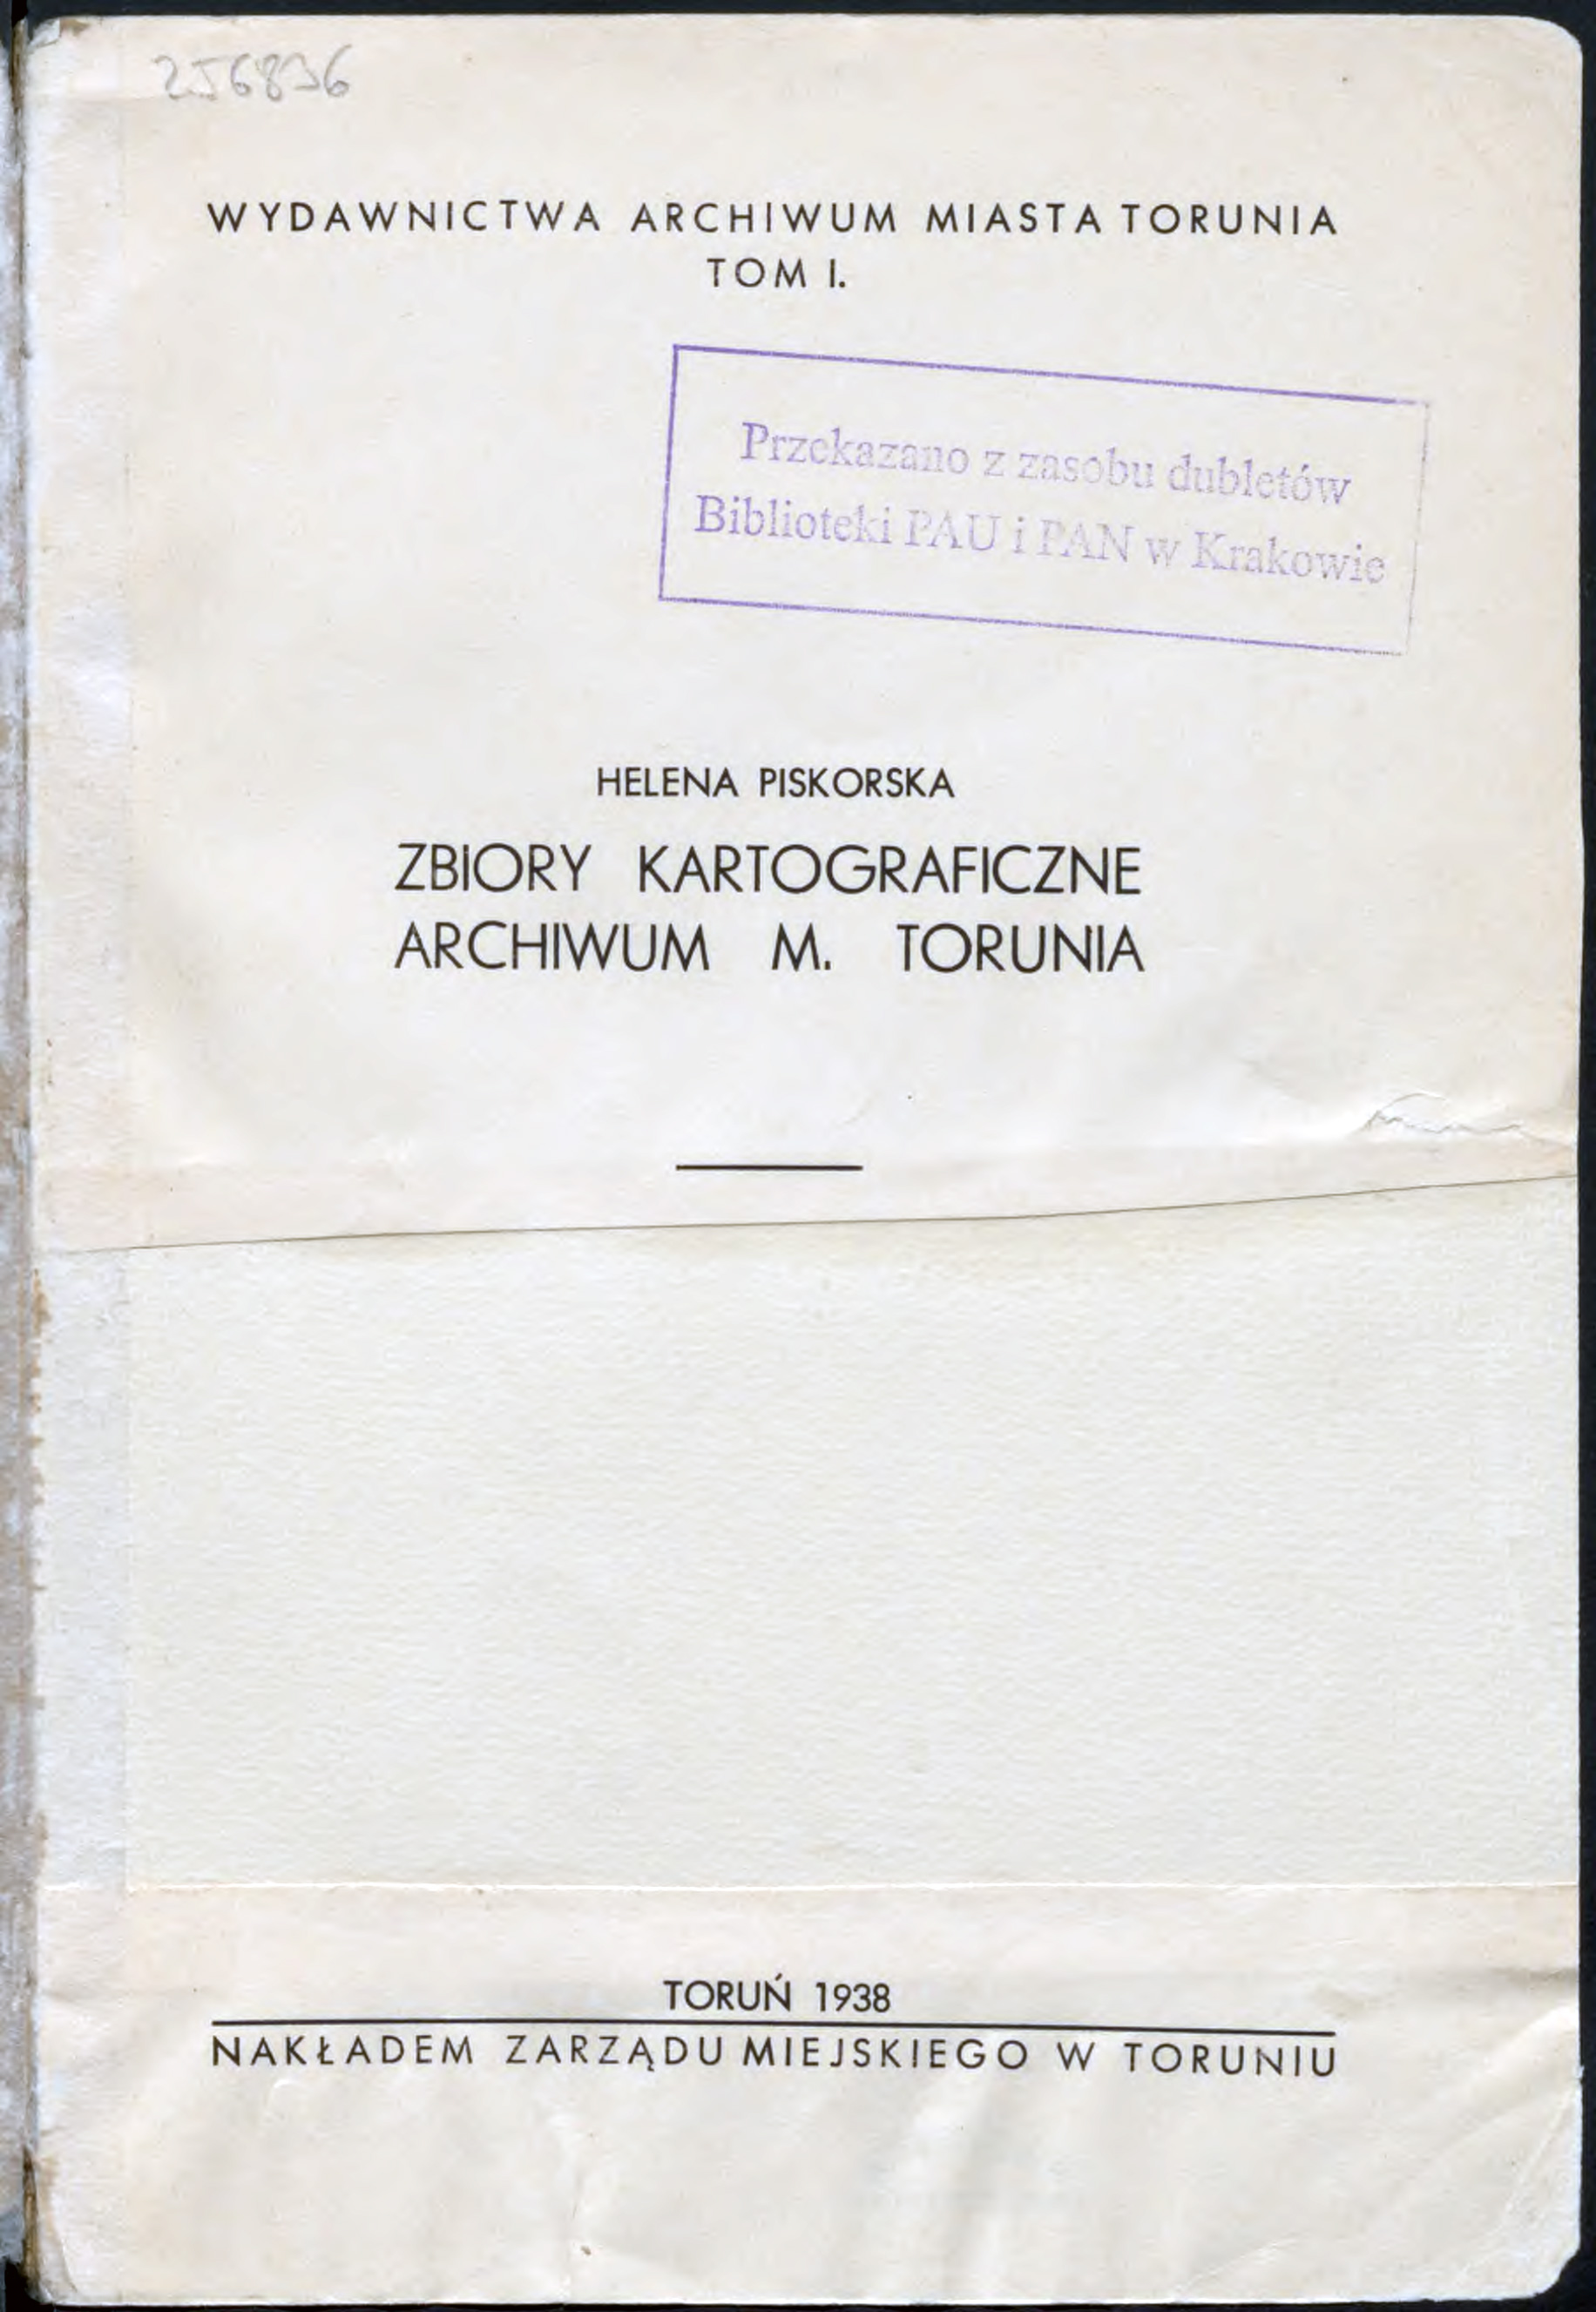 256836
WYDAWNICTWA ARCHIWUM MIASTA TORUNIA
TOM I.
Przekazano z zasobu dubletów
Biblioteki PAU i PAN w Krakowie
HELENA PISKORSKA
ZBIORY KARTOGRAFICZNE
ARCHIWUM M. TORUNIA
TORUŃ 1938
NAKŁADEM ZARZĄDU MIEJSKIEGO W TORUNIU